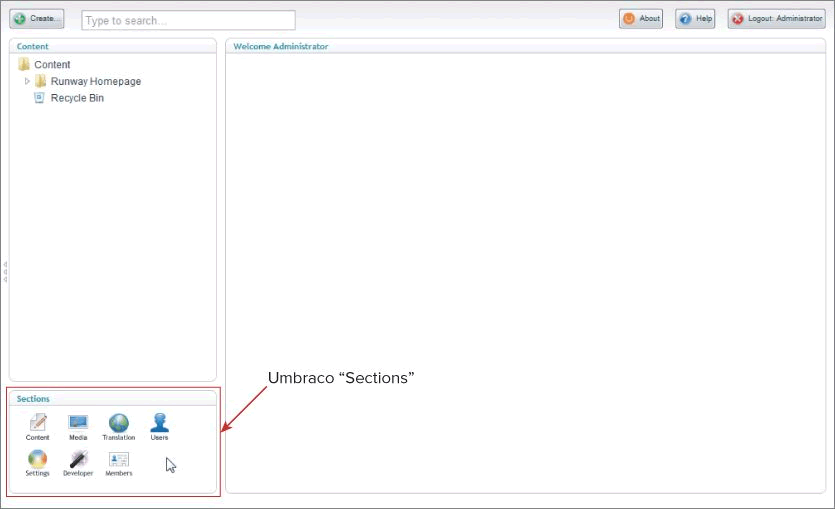 Create...
Type to search...
About
Help
Logout: Administrator
Content
Welcome Administrator
Content
Runway Homepage
Recycle Bin
Umbraco “Sections”
Sections
Content Media Translation Users
Settings Developer Members